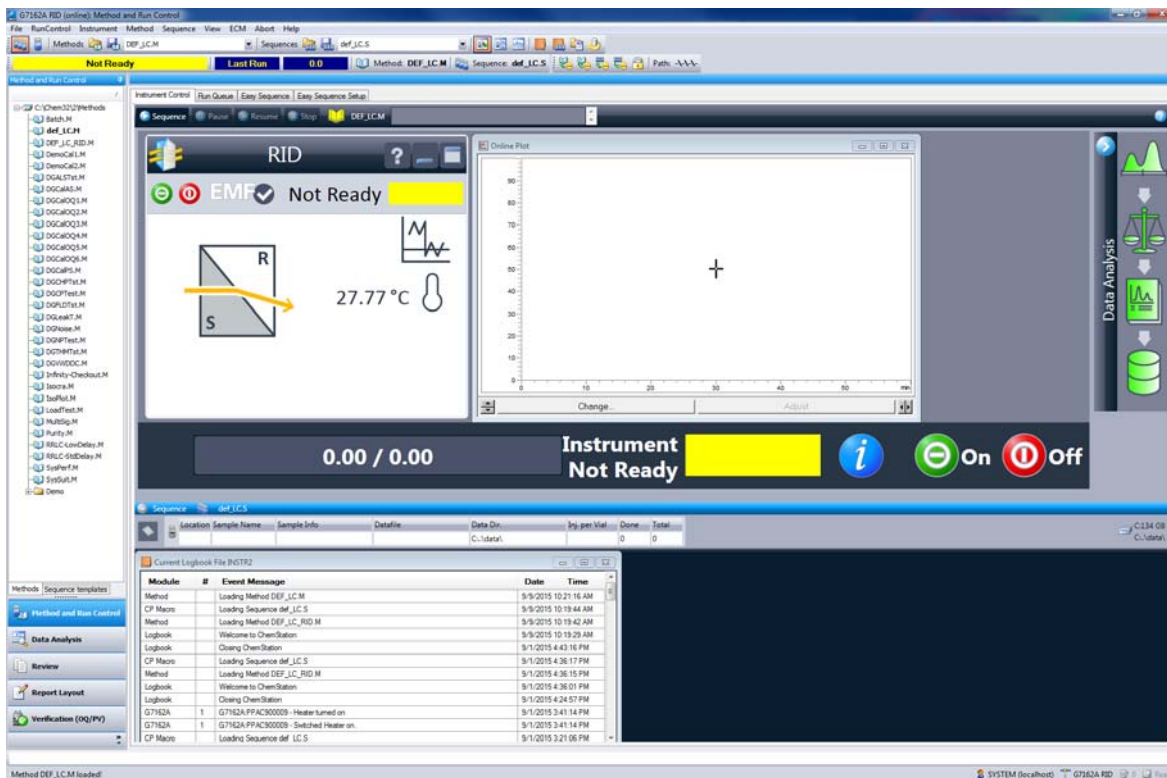 G7162A RID (online): Method and Run Control
File RunControl Instrument Method Sequence View ECM Abort Help
Methods DEF_LC.M Sequences def_LC.S
Not Ready Last Run 0.0 Method: DEF_LC.M Sequence: def_LC.S Path:
Method and Run Control
Instrument Control Run Queue Easy Sequence Easy Sequence Setup
Sequence Pause Resume Stop DEF_LC.M
C:\Chem32\2\Methods
Batch.M
def_LC.M
DEF_LC_RID.M
DemoCal1.M
DemoCal2.M
DGALSTst.M
DGCalAS.M
DGCalOQ1.M
DGCalOQ2.M
DGCalOQ3.M
DGCalOQ4.M
DGCalOQ5.M
DGCalOQ6.M
DGCalPS.M
DGCHPTst.M
DGCPTest.M
DGFLDTst.M
DGLeakT.M
DGNoise.M
DGNPTest.M
DGTHMTst.M
DGVWDDC.M
Infinity-Checkout.M
Isocra.M
IsoPlot.M
LoadTest.M
MultiSig.M
Purity.M
RRLC-LowDelay.M
RRLC-StdDelay.M
SysPerf.M
SysSuit.M
Demo
Methods Sequence templates
Method and Run Control
Data Analysis
Review
Report Layout
Verification (OQ/PV)
RID ?
EMF Not Ready
R
S
27.77 °C
Online Plot
90
80
70
60
50
40
30
20
10
0
0 10 20 30 40 50 min
Change... Adjust
Data Analysis
0.00 / 0.00
Instrument
Not Ready
i
On Off
Sequence def_LC.S
Location Sample Name Sample Info Datafile Data Dir. Inj. per Vial Done Total
C:\data\ 0 0
C:134 GB
C:\data\
Current Logbook File INSTR2
Module # Event Message Date Time
Method Loading Method DEF_LC.M 9/9/2015 10:21:16 AM
CP Macro Loading Sequence def_LC.S 9/9/2015 10:19:44 AM
Method Loading Method DEF_LC_RID.M 9/9/2015 10:19:42 AM
Logbook Welcome to ChemStation 9/9/2015 10:19:29 AM
Logbook Closing ChemStation 9/1/2015 4:43:16 PM
CP Macro Loading Sequence def_LC.S 9/1/2015 4:36:17 PM
Method Loading Method DEF_LC_RID.M 9/1/2015 4:36:15 PM
Logbook Welcome to ChemStation 9/1/2015 4:36:01 PM
Logbook Closing ChemStation 9/1/2015 4:24:57 PM
G7162A 1 G7162A:PPAC900009 - Heater turned on 9/1/2015 3:41:14 PM
G7162A 1 G7162A:PPAC900009 - Switched Heater on. 9/1/2015 3:41:14 PM
CP Macro Loading Sequence def_LC.S 9/1/2015 3:21:06 PM
Method DEF_LC.M loaded!
SYSTEM (localhost) G7162A RID